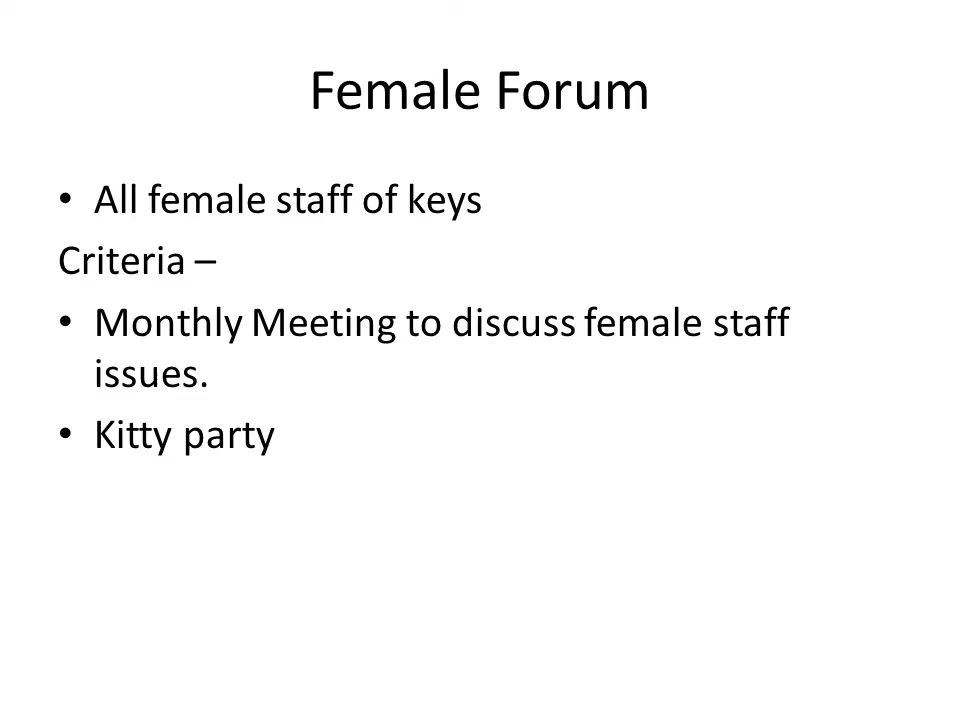 Female Forum
• All female staff of keys
Criteria –
• Monthly Meeting to discuss female staff
issues.
• Kitty party